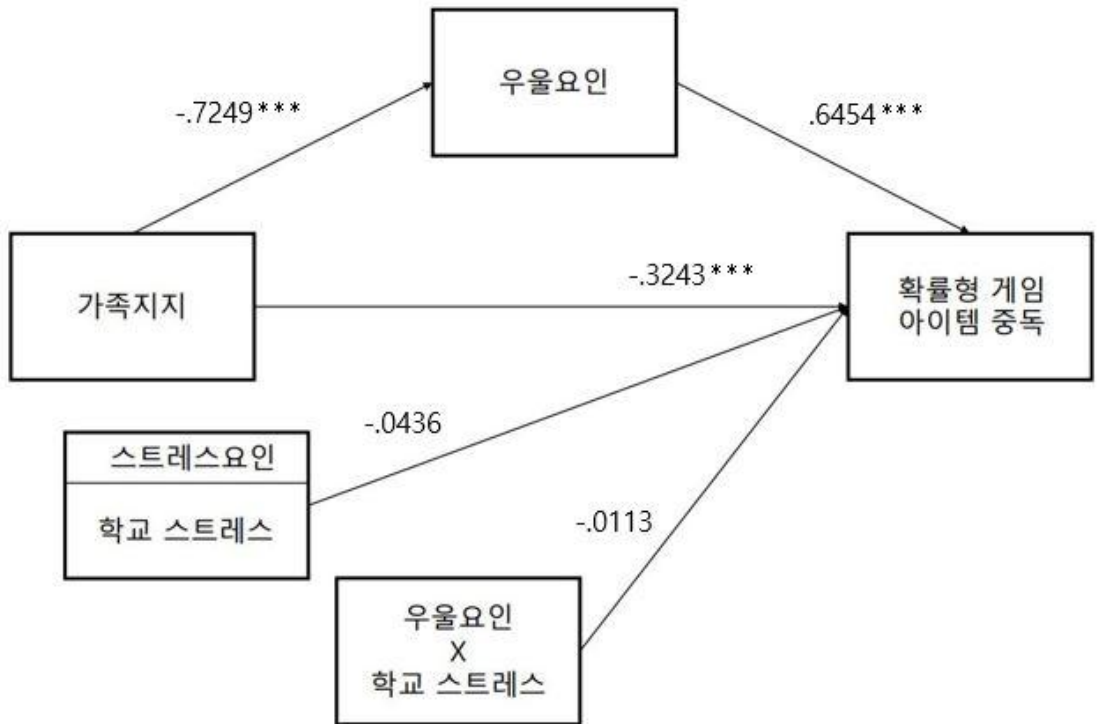 우울요인
-.7249***
.6454***
가족지지
-.3243***
확률형 게임
아이템 중독
-.0436
스트레스요인
학교 스트레스
-.0113
우울요인
X
학교 스트레스